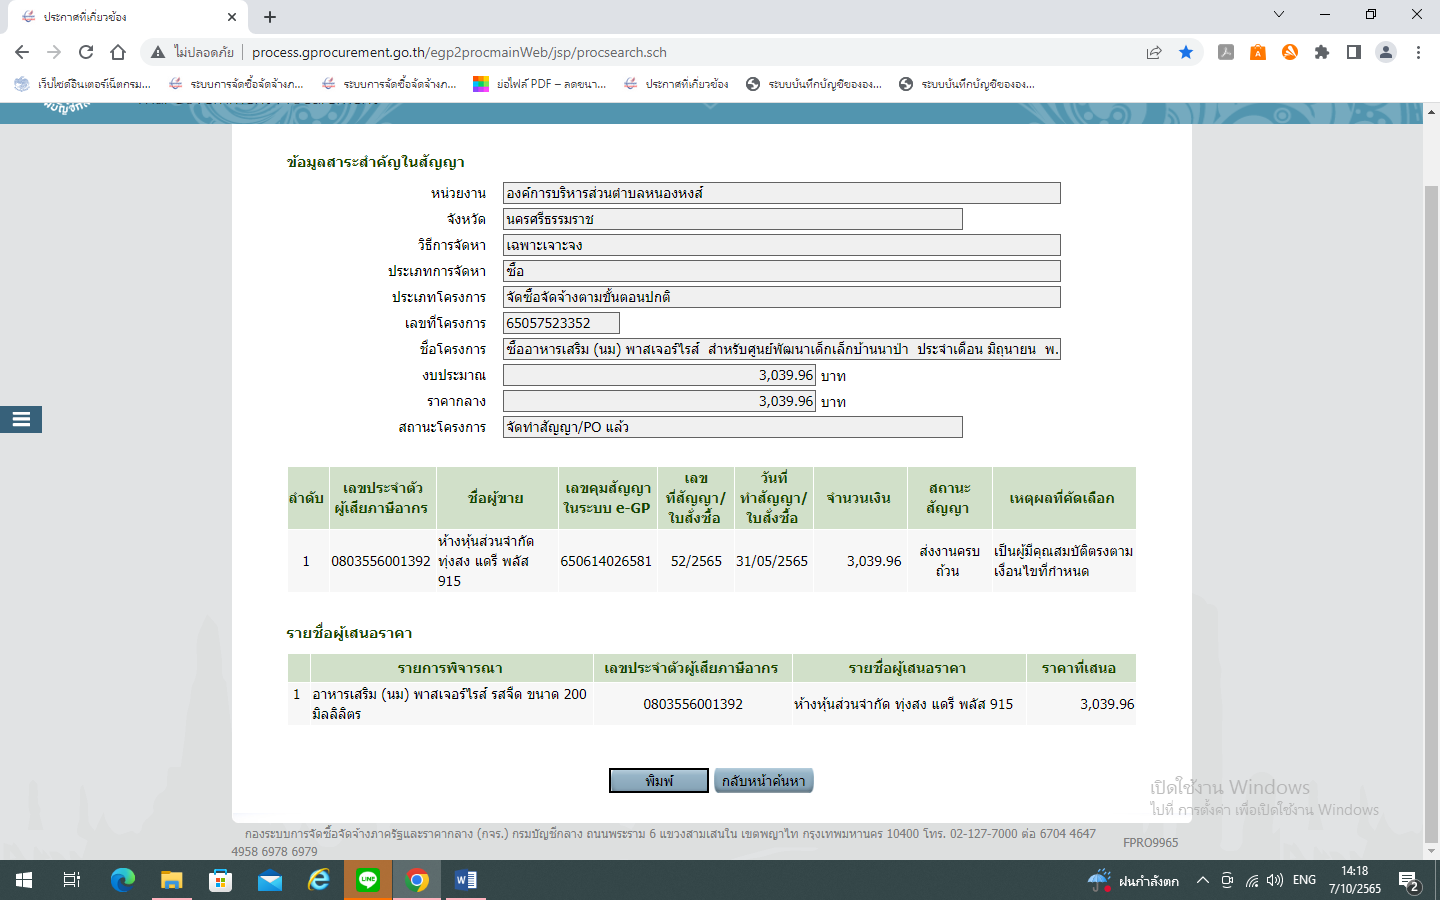 ประกาศที่เกี่ยวข้อง
ไม่ปลอดภัย process.gprocurement.go.th/egp2procmainWeb/jsp/procsearch.sch
เว็บไซต์อินเตอร์เน็ตกรม... ระบบการจัดซื้อจัดจ้างภ... ระบบการจัดซื้อจัดจ้างภ... ย่อไฟล์ PDF – ลดขนา... ประกาศที่เกี่ยวข้อง ระบบบันทึกบัญชีขององ... ระบบบันทึกบัญชีขององ...
ข้อมูลสาระสำคัญในสัญญา
หน่วยงาน องค์การบริหารส่วนตำบลหนองหงส์
จังหวัด นครศรีธรรมราช
วิธีการจัดหา เฉพาะเจาะจง
ประเภทการจัดหา ซื้อ
ประเภทโครงการ จัดซื้อจัดจ้างตามขั้นตอนปกติ
เลขที่โครงการ 65057523352
ชื่อโครงการ ซื้ออาหารเสริม (นม) พาสเจอร์ไรส์ สำหรับศูนย์พัฒนาเด็กเล็กบ้านนาป่า ประจำเดือน มิถุนายน พ.
งบประมาณ 3,039.96 บาท
ราคากลาง 3,039.96 บาท
สถานะโครงการ จัดทำสัญญา/PO แล้ว
ลำดับ เลขประจำตัวผู้เสียภาษีอากร ชื่อผู้ขาย เลขคุมสัญญาในระบบ e-GP เลขที่สัญญา/ใบสั่งซื้อ วันที่ทำสัญญา/ใบสั่งซื้อ จำนวนเงิน สถานะสัญญา เหตุผลที่คัดเลือก
1 0803556001392 ห้างหุ้นส่วนจำกัด ทุ่งสง แดรี่ พลัส 915 650614026581 52/2565 31/05/2565 3,039.96 ส่งงานครบถ้วน เป็นผู้มีคุณสมบัติตรงตามเงื่อนไขที่กำหนด
รายชื่อผู้เสนอราคา
รายการพิจารณา เลขประจำตัวผู้เสียภาษีอากร รายชื่อผู้เสนอราคา ราคาที่เสนอ
1 อาหารเสริม (นม) พาสเจอร์ไรส์ รสจืด ขนาด 200 มิลลิลิตร 0803556001392 ห้างหุ้นส่วนจำกัด ทุ่งสง แดรี่ พลัส 915 3,039.96
พิมพ์ กลับหน้าค้นหา
เปิดใช้งาน Windows
ไปที่ การตั้งค่า เพื่อเปิดใช้งาน Windows
กองระบบการจัดซื้อจัดจ้างภาครัฐและราคากลาง (กจร.) กรมบัญชีกลาง ถนนพระราม 6 แขวงสามเสนใน เขตพญาไท กรุงเทพมหานคร 10400 โทร. 02-127-7000 ต่อ 6704 4647
4958 6978 6979
FPRO9965
ฝนกำลังตก ENG 14:18
7/10/2565
2